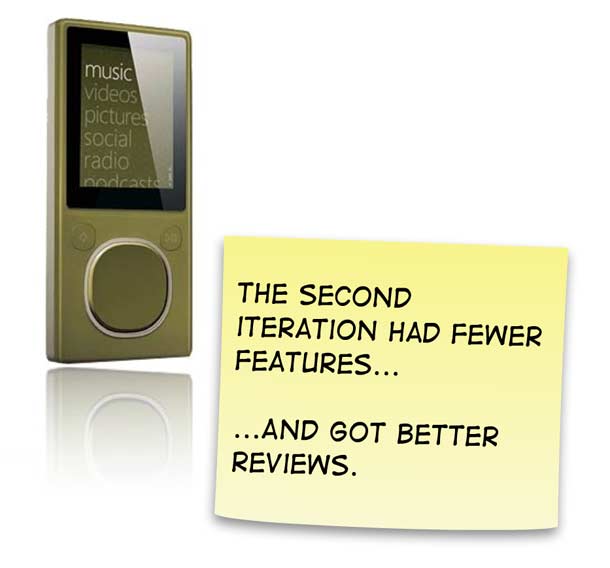 music
videos
pictures
social
radio
podcasts
THE SECOND
ITERATION HAD FEWER
FEATURES...
...AND GOT BETTER
REVIEWS.